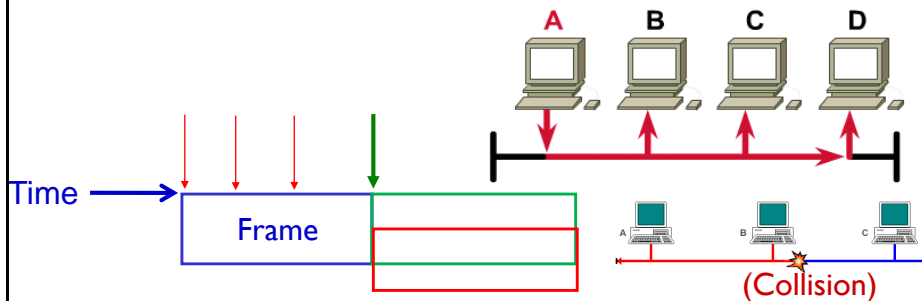 A B C D
Time
Frame
A B C
(Collision)